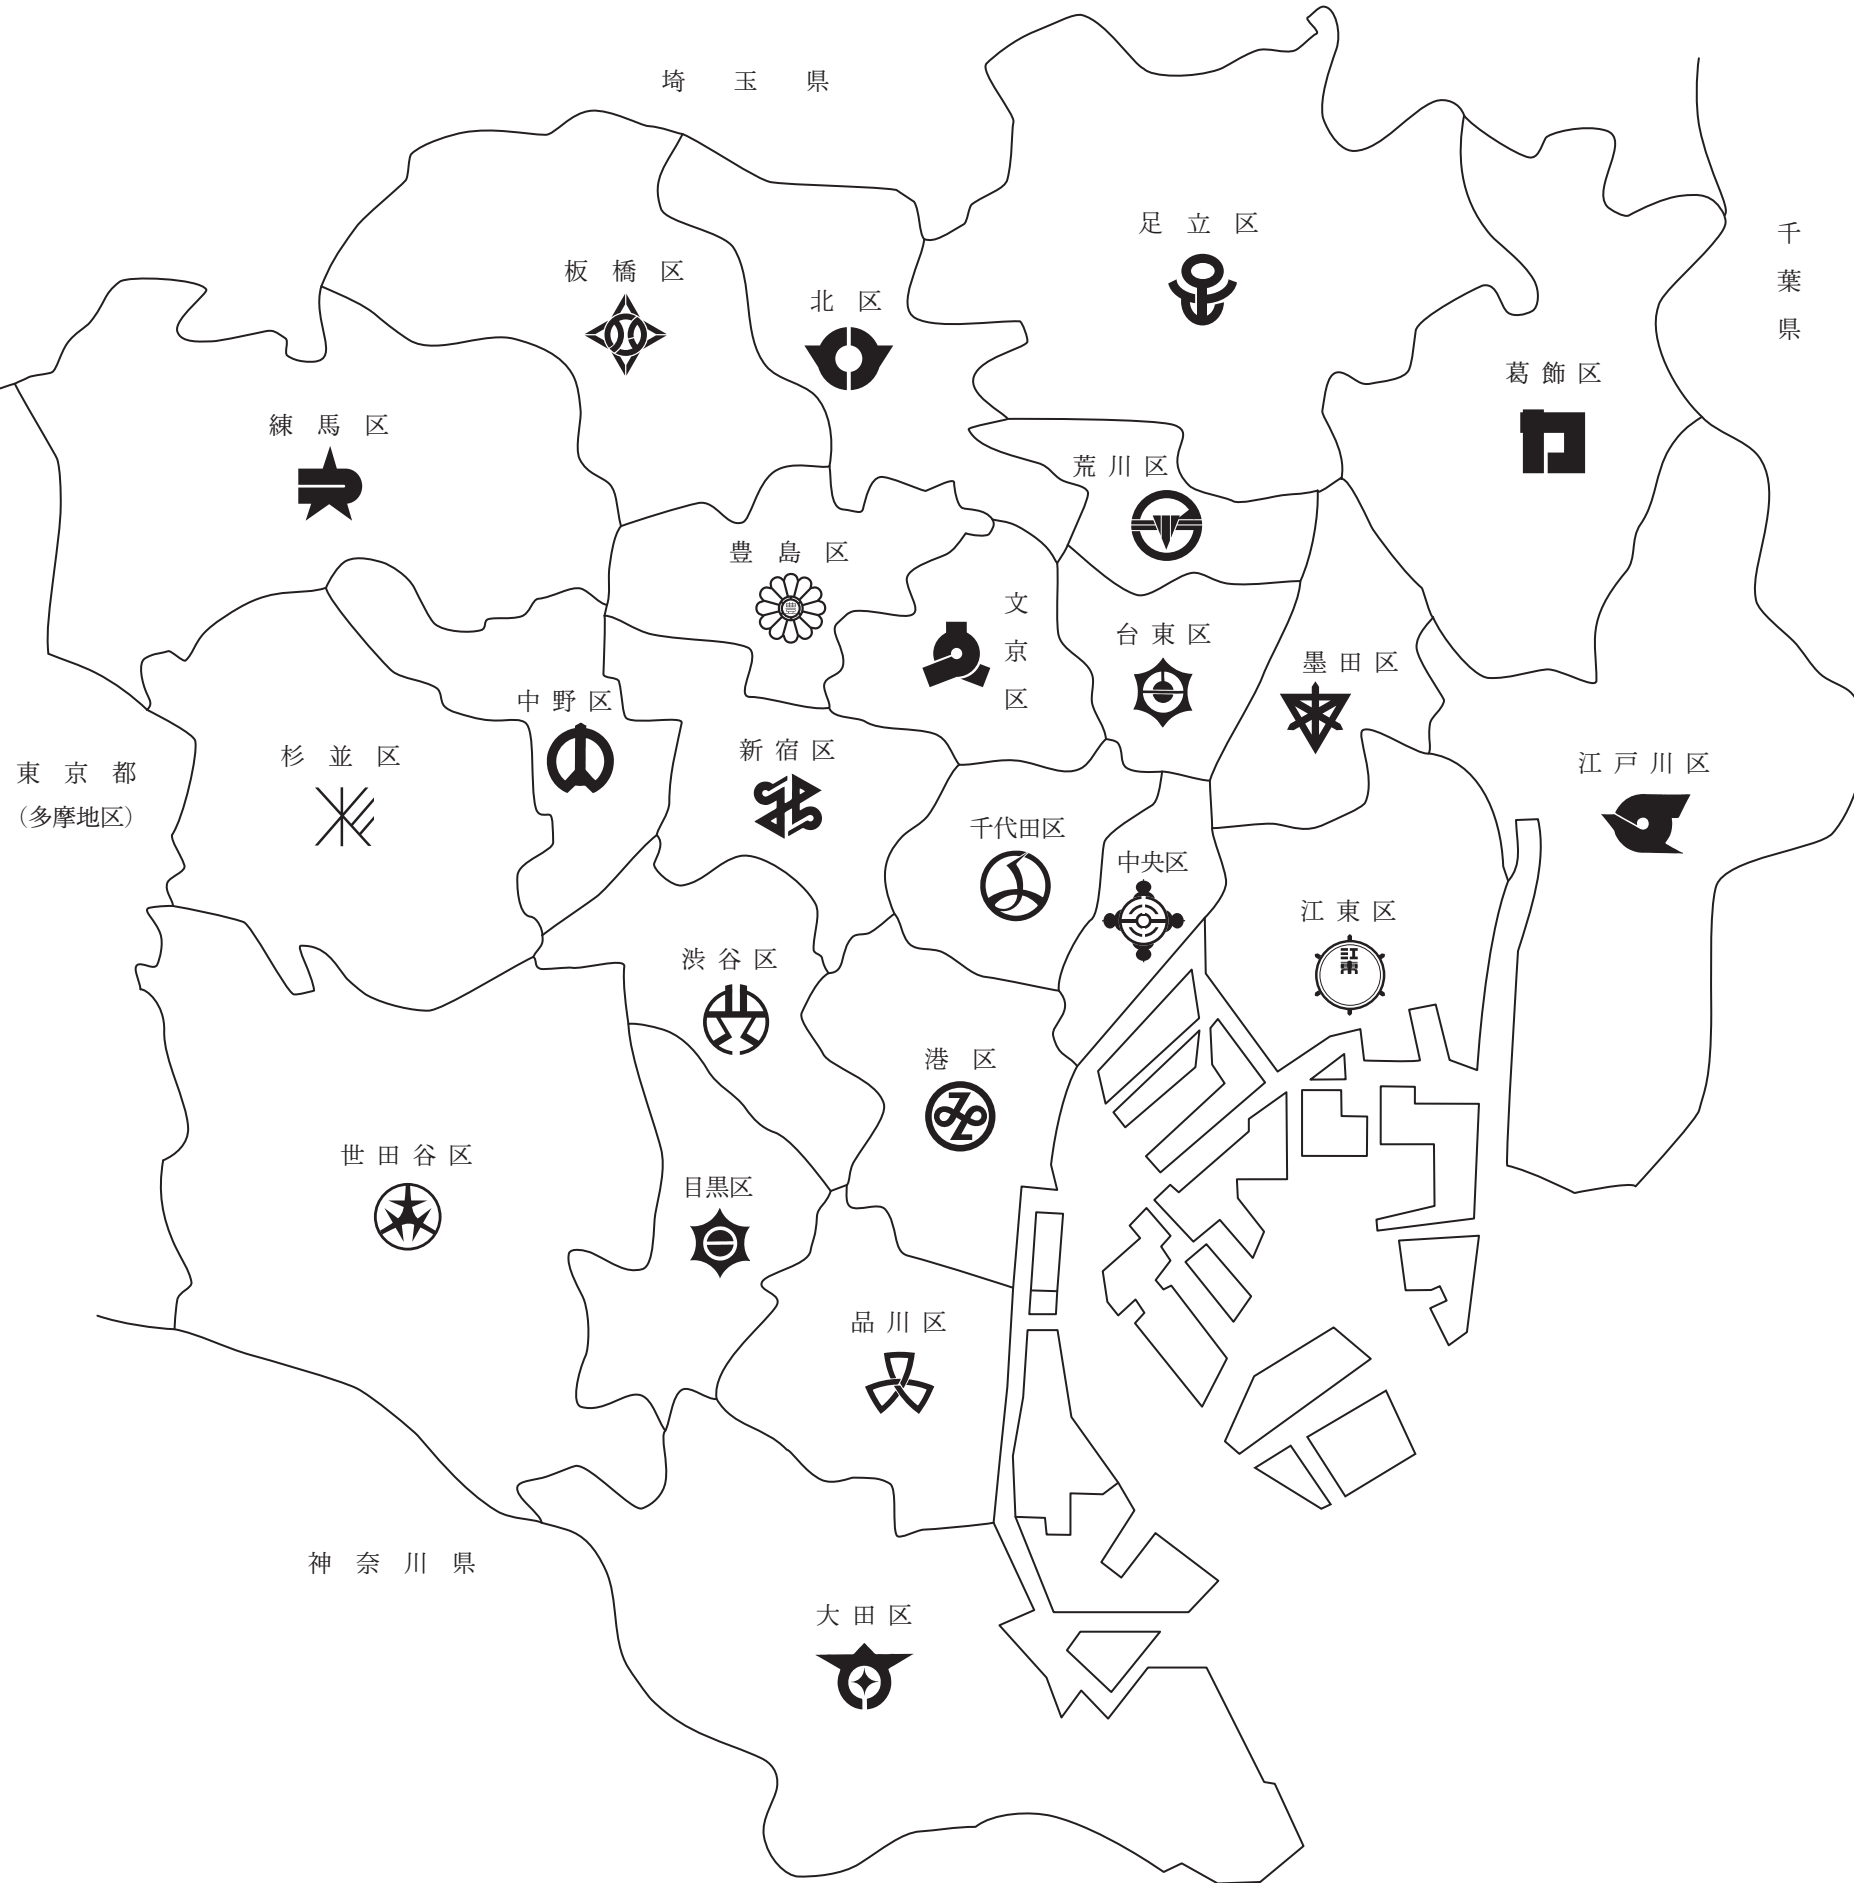 埼玉県
足立区
千葉県
板橋区
北区
葛飾区
練馬区
荒川区
豊島区
豊
文京区
台東区
墨田区
中野区
新宿区
杉並区
江戸川区
東京都
（多摩地区）
千代田区
中央区
江東区
江東
渋谷区
港区
世田谷区
目黒区
品川区
神奈川県
大田区